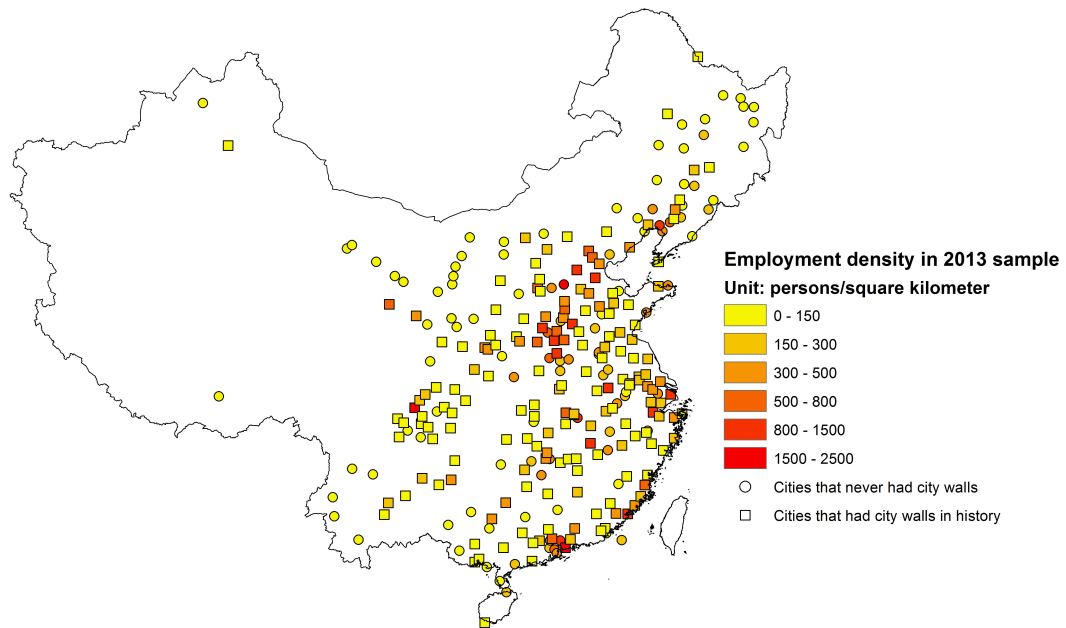 Employment density in 2013 sample
Unit: persons/square kilometer
0 - 150
150 - 300
300 - 500
500 - 800
800 - 1500
1500 - 2500
Cities that never had city walls
Cities that had city walls in history